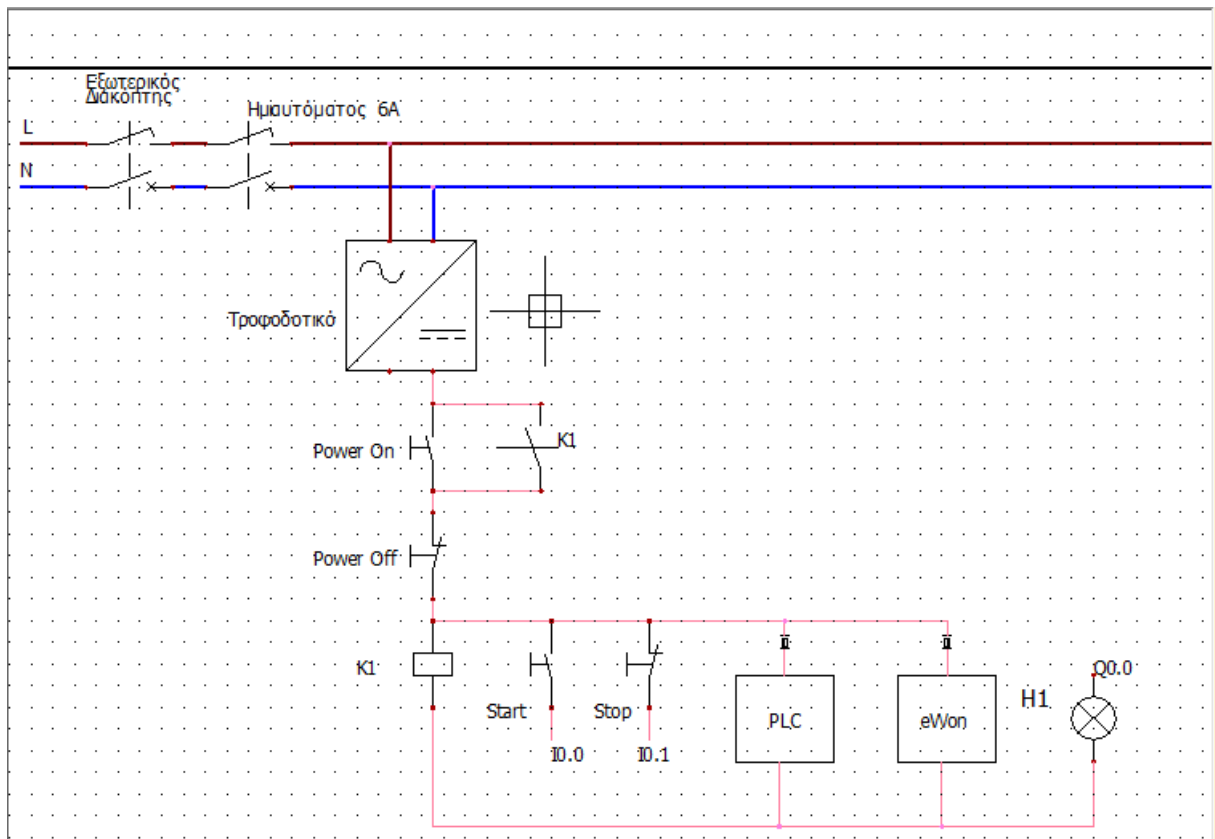 Εξωτερικός
Διακόπτης
Ημιαυτόματος 6A
L
N
Τροφοδοτικό
Power On
K1
Power Off
K1
Start
Stop
I0.0
I0.1
PLC
eWon
H1
Q0.0